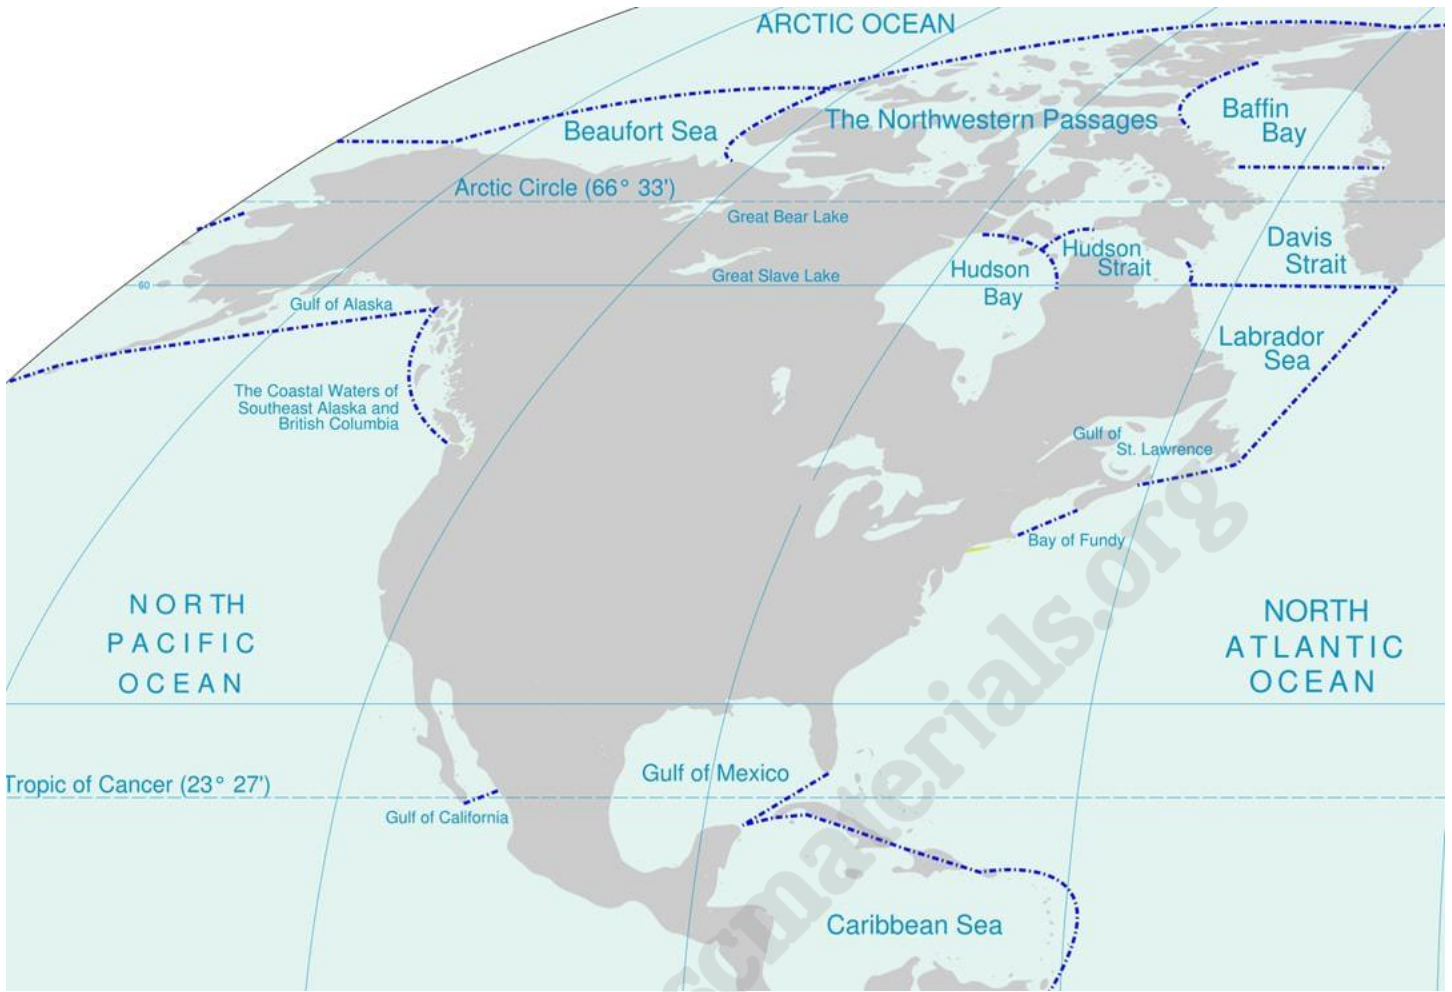 ARCTIC OCEAN
Beaufort Sea
The Northwestern Passages
Baffin
Bay
Arctic Circle (66° 33')
Great Bear Lake
Hudson
Strait
Davis
Strait
Great Slave Lake
Hudson
Bay
60
Gulf of Alaska
Labrador
Sea
The Coastal Waters of
Southeast Alaska and
British Columbia
Gulf of
St. Lawrence
Bay of Fundy
NORTH
PACIFIC
OCEAN
NORTH
ATLANTIC
OCEAN
Tropic of Cancer (23° 27')
Gulf of Mexico
Gulf of California
Caribbean Sea
scmaterials.org